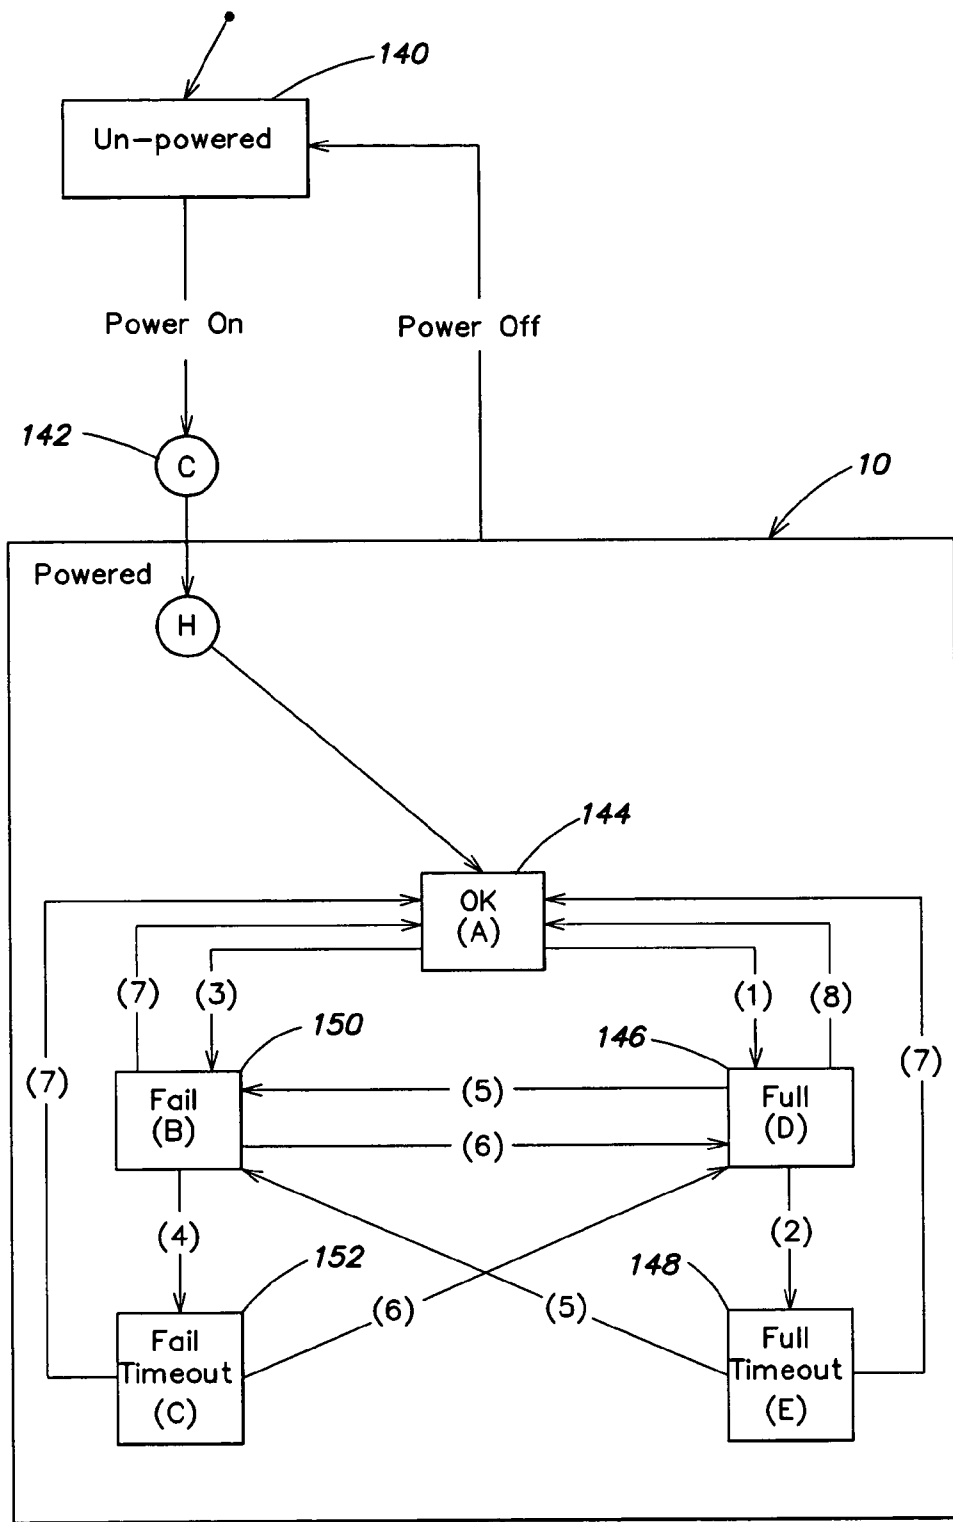 140
Un-powered
Power On
Power Off
142
C
10
Powered
H
144
OK
(A)
(7)
(3)
(1)
(8)
150
146
(7)
(7)
Fail
(B)
(5)
(6)
Full
(D)
(4)
(2)
152
148
(6)
(5)
Fail
Timeout
(C)
Full
Timeout
(E)